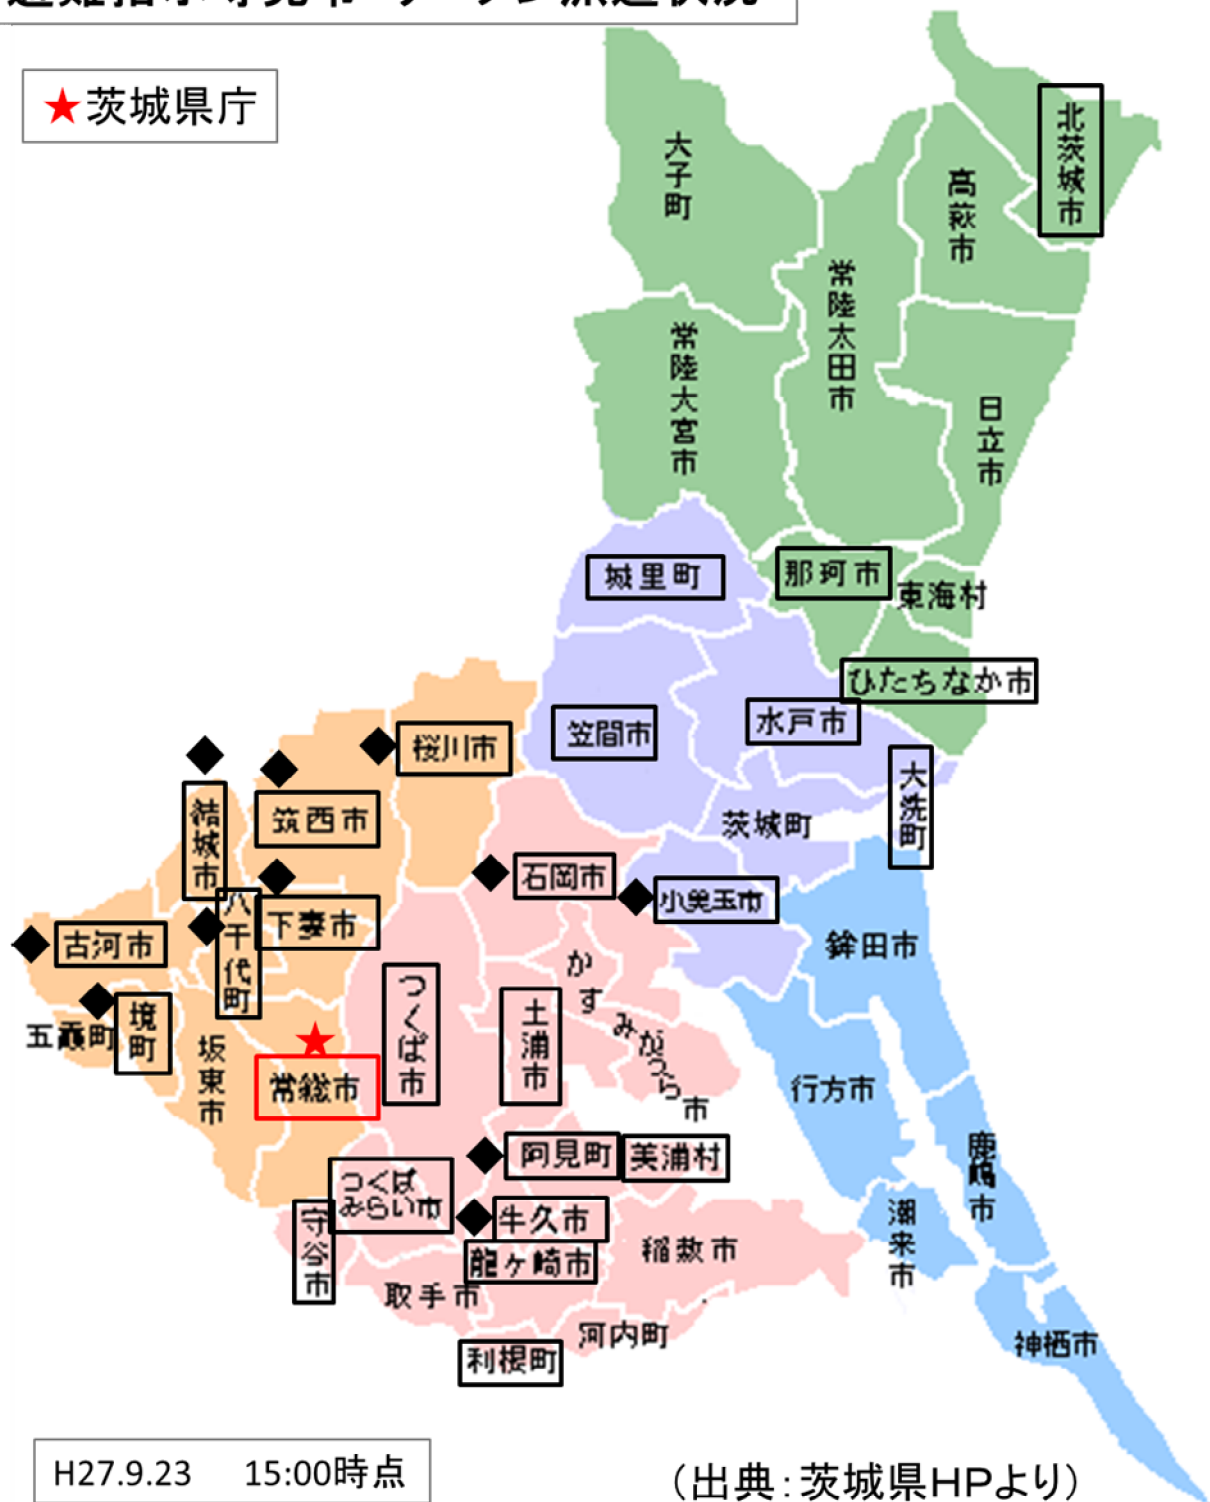 ★茨城県庁
北茨城市
大子町
高萩市
常陸太田市
常陸大宮市
日立市
城里町
那珂市
東海村
ひたちなか市
笠間市
水戸市
桜川市
大洗町
結城市
筑西市
茨城町
石岡市
小美玉市
八千代町
下妻市
古河市
鉾田市
かすみがうら市
つくば市
土浦市
境町
五霞町
坂東市
常総市
行方市
阿見町
美浦村
鹿嶋市
つくば
みらい市
守谷市
牛久市
潮来市
稲敷市
龍ヶ崎市
取手市
河内町
神栖市
利根町
H27.9.23 15:00時点
（出典：茨城県HPより）